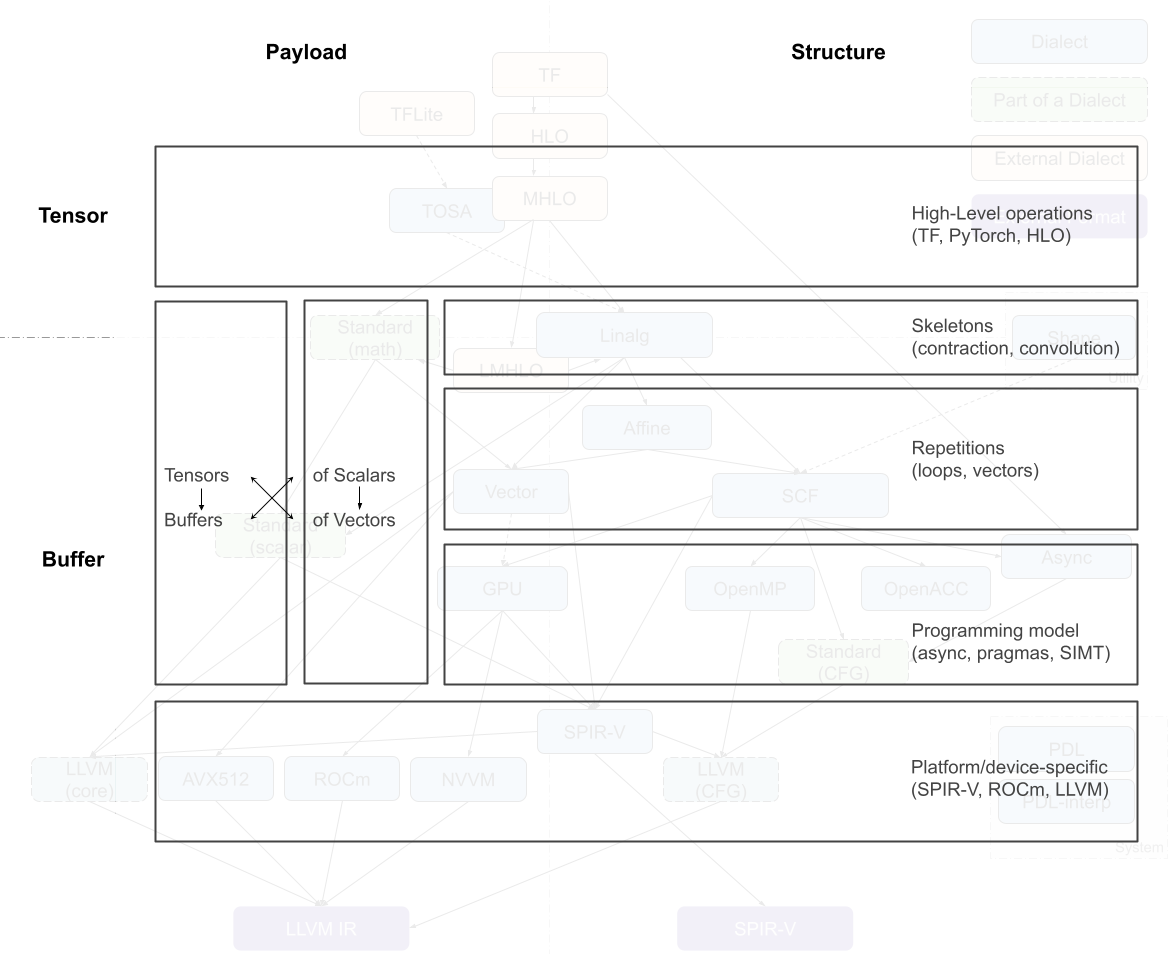 Payload
Structure
Dialect
TF
Part of a Dialect
TFLite
HLO
External Dialect
TOSA
MHLO
Tensor
High-Level operations
(TF, PyTorch, HLO)
mat
Standard
(math)
Linalg
Skeletons
(contraction, convolution)
Shape
LMHLO
Utility
Affine
Repetitions
(loops, vectors)
Tensors
of Scalars
Vector
SCF
Buffers
of Vectors
Standard
(scalar)
Buffer
Async
GPU
OpenMP
OpenACC
Programming model
(async, pragmas, SIMT)
Standard
(CFG)
SPIR-V
PDL
LLVM
(core)
AVX512
ROCm
NVVM
LLVM
(CFG)
Platform/device-specific
(SPIR-V, ROCm, LLVM)
PDL-interp
System
LLVM IR
SPIR-V